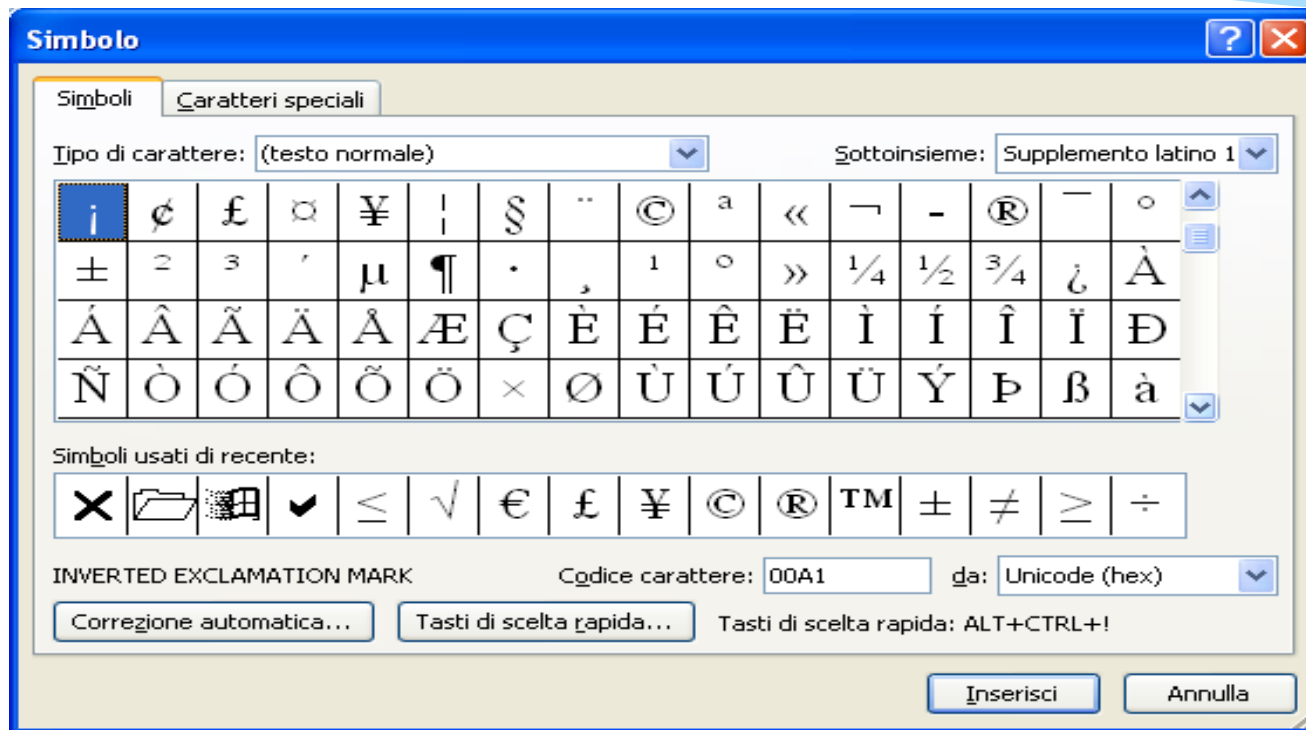 Simbolo
Simboli Caratteri speciali
Tipo di carattere: (testo normale) Sottoinsieme: Supplemento latino 1
¡ ¢ £ ¤ ¥ ¦ § ¨ © ª « ¬ - ® ¯ °
± ² ³ ´ µ ¶ · ¸ ¹ º » ¼ ½ ¾ ¿ À
Á Â Ã Ä Å Æ Ç È É Ê Ë Ì Í Î Ï Ð
Ñ Ò Ó Ô Õ Ö × Ø Ù Ú Û Ü Ý Þ ß à
Simboli usati di recente:
≤ √ € £ ¥ © ® ™ ± ≠ ≥ ÷
INVERTED EXCLAMATION MARK Codice carattere: 00A1 da: Unicode (hex)
Correzione automatica... Tasti di scelta rapida... Tasti di scelta rapida: ALT+CTRL+!
Inserisci Annulla